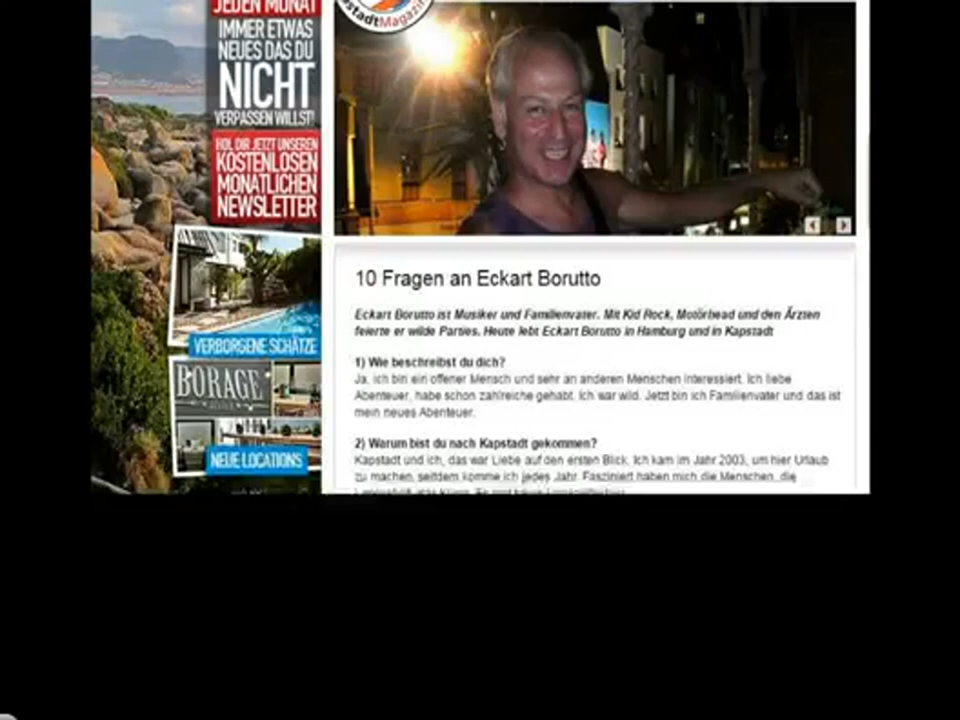 JEDEN MONAT
IMMER ETWAS
NEUES DAS DU
NICHT
VERPASSEN WILLST!
HOL DIR JETZT UNSEREN
KOSTENLOSEN
MONATLICHEN
NEWSLETTER
VERBORGENE SCHÄTZE
BORAGE
NEUE LOCATIONS
stadtMagazin
10 Fragen an Eckart Borutto
Eckart Borutto ist Musiker und Familienvater. Mit Kid Rock, Motörhead und den Ärzten
feierte er wilde Parties. Heute lebt Eckart Borutto in Hamburg und in Kapstadt
1) Wie beschreibst du dich?
Ja, ich bin ein offener Mensch und sehr an anderen Menschen interessiert. Ich liebe
Abenteuer, habe schon zahlreiche gehabt. Ich war wild. Jetzt bin ich Familienvater und das ist
mein neues Abenteuer.
2) Warum bist du nach Kapstadt gekommen?
Kapstadt und ich, das war Liebe auf den ersten Blick. Ich kam im Jahr 2003, um hier Urlaub
zu machen, seitdem komme ich jedes Jahr. Fasziniert haben mich die Menschen, die